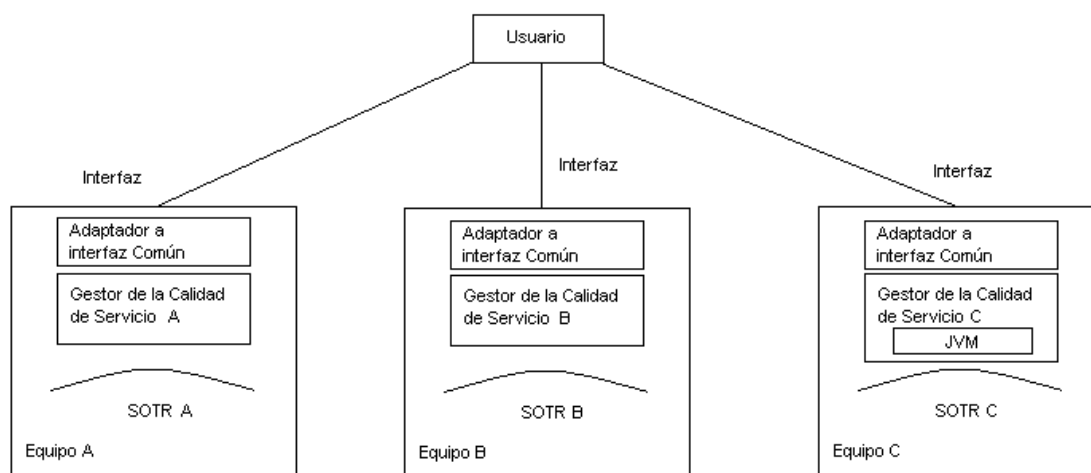 Usuario
Interfaz
Interfaz
Interfaz
Adaptador a
interfaz Común
Gestor de la Calidad
de Servicio A
SOTR A
Equipo A
Adaptador a
interfaz Común
Gestor de la Calidad
de Servicio B
SOTR B
Equipo B
Adaptador a
interfaz Común
Gestor de la Calidad
de Servicio C
JVM
SOTR C
Equipo C